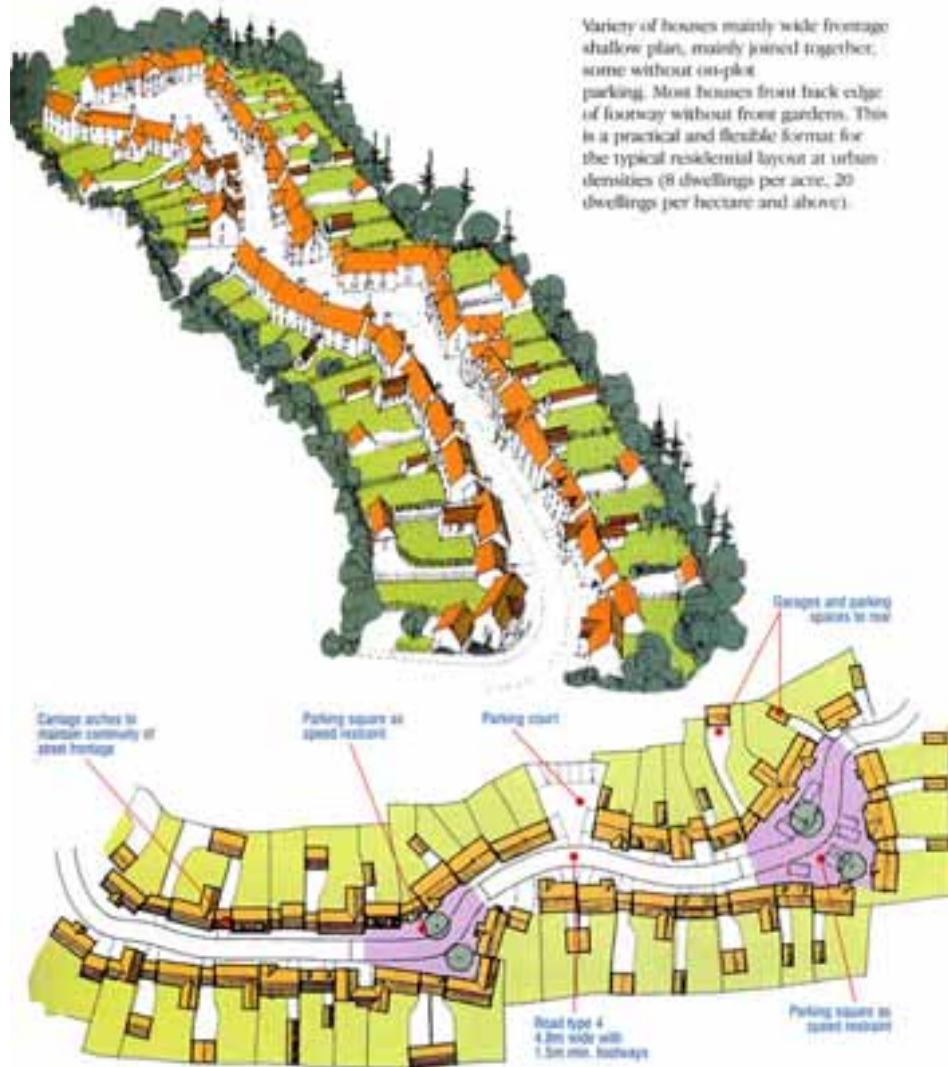 Variety of houses mainly wide frontage
shallow plan, mainly joined together,
some without on-plot
parking. Most houses front back edge
of footway without front gardens. This
is a practical and flexible format for
the typical residential layout at urban
densities (8 dwellings per acre, 20
dwellings per hectare and above).
Garages and parking
spaces to rear
Carriage arches to
maintain continuity of
street frontage
Parking square as
speed restraint
Parking court
Road type 4
4.8m wide with
1.5m min. footways
Parking square as
speed restraint